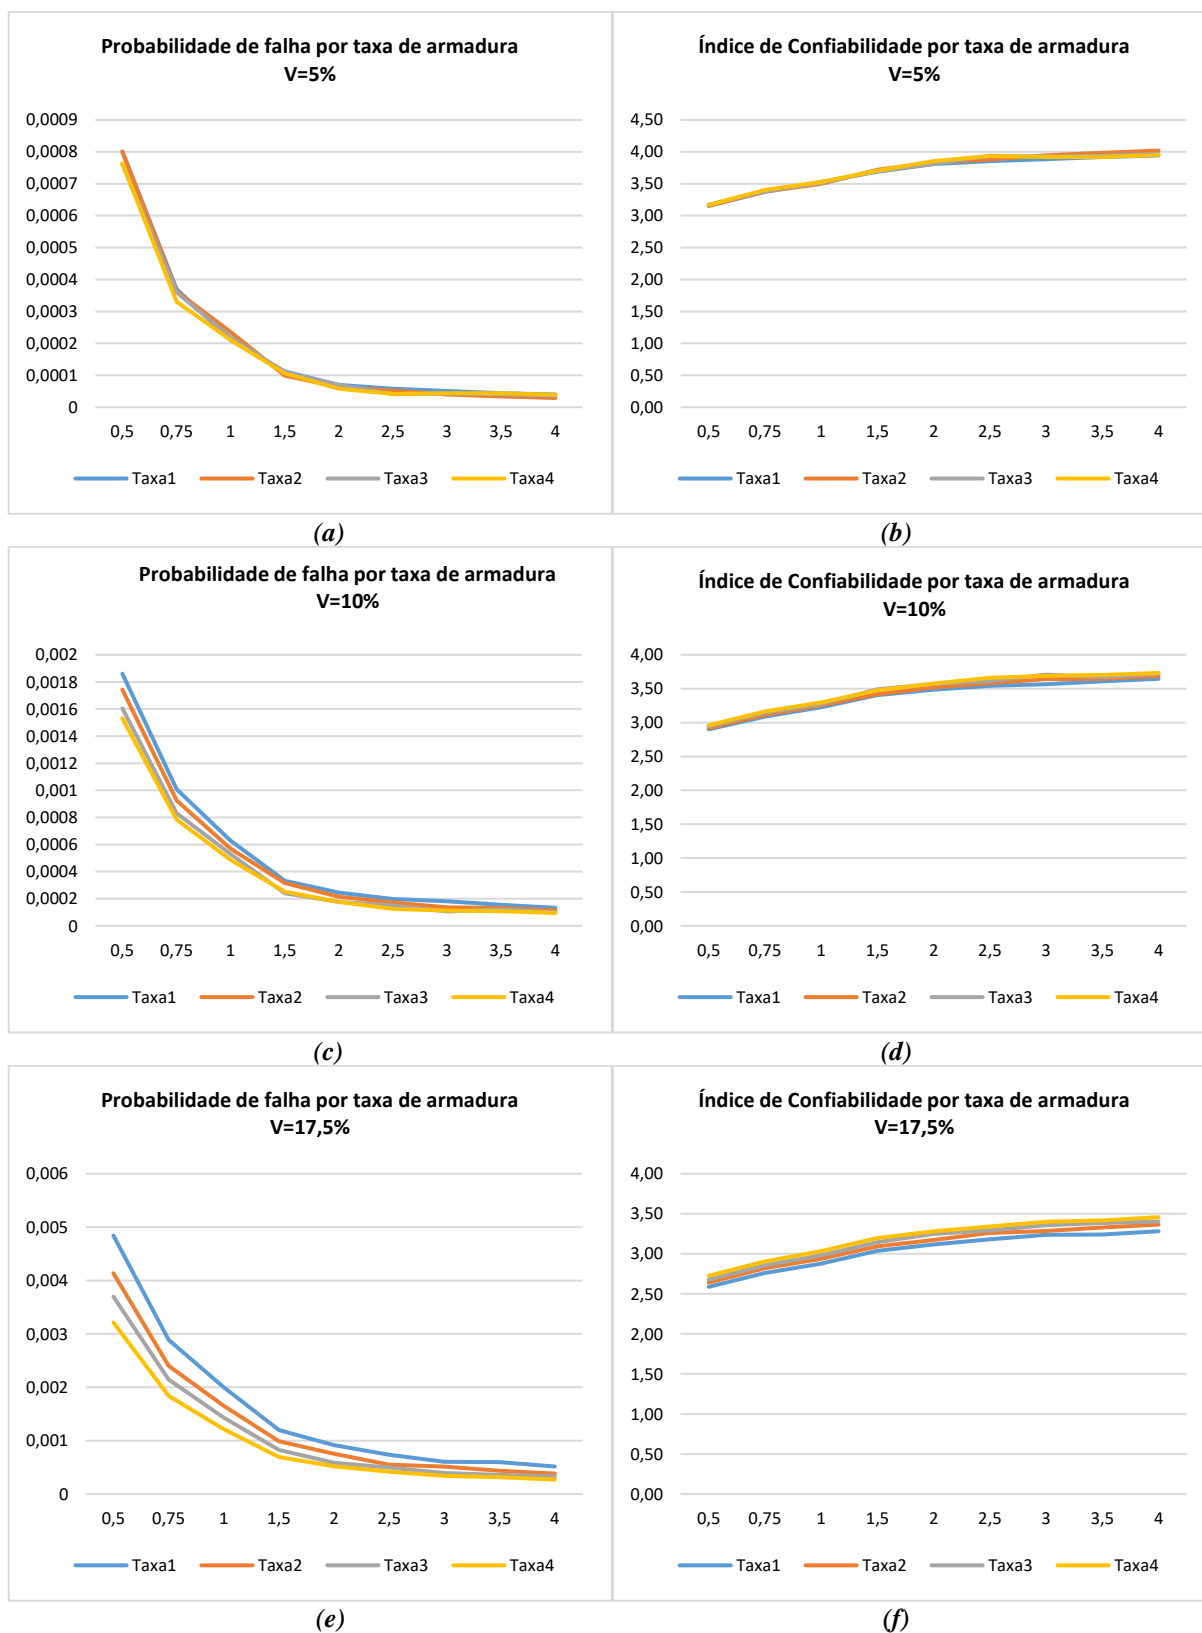 Probabilidade de falha por taxa de armadura
V=5%
0,0009
0,0008
0,0007
0,0006
0,0005
0,0004
0,0003
0,0002
0,0001
0
0,5 0,75 1 1,5 2 2,5 3 3,5 4
Taxa1 Taxa2 Taxa3 Taxa4
(a)
Índice de Confiabilidade por taxa de armadura
V=5%
4,50
4,00
3,50
3,00
2,50
2,00
1,50
1,00
0,50
0,00
0,5 0,75 1 1,5 2 2,5 3 3,5 4
Taxa1 Taxa2 Taxa3 Taxa4
(b)
Probabilidade de falha por taxa de armadura
V=10%
0,002
0,0018
0,0016
0,0014
0,0012
0,001
0,0008
0,0006
0,0004
0,0002
0
0,5 0,75 1 1,5 2 2,5 3 3,5 4
Taxa1 Taxa2 Taxa3 Taxa4
(c)
Índice de Confiabilidade por taxa de armadura
V=10%
4,00
3,50
3,00
2,50
2,00
1,50
1,00
0,50
0,00
0,5 0,75 1 1,5 2 2,5 3 3,5 4
Taxa1 Taxa2 Taxa3 Taxa4
(d)
Probabilidade de falha por taxa de armadura
V=17,5%
0,006
0,005
0,004
0,003
0,002
0,001
0
0,5 0,75 1 1,5 2 2,5 3 3,5 4
Taxa1 Taxa2 Taxa3 Taxa4
(e)
Índice de Confiabilidade por taxa de armadura
V=17,5%
4,00
3,50
3,00
2,50
2,00
1,50
1,00
0,50
0,00
0,5 0,75 1 1,5 2 2,5 3 3,5 4
Taxa1 Taxa2 Taxa3 Taxa4
(f)